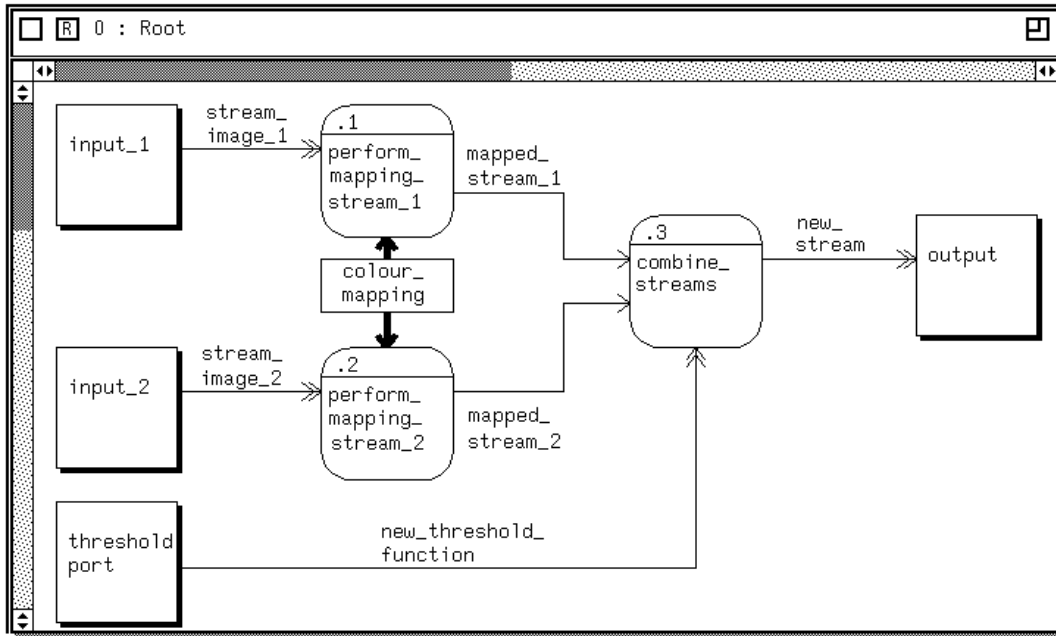 R 0 : Root
input_1
stream_
image_1
.1
perform_
mapping_
stream_1
mapped_
stream_1
colour_
mapping
.3
combine_
streams
new_
stream
output
input_2
stream_
image_2
.2
perform_
mapping_
stream_2
mapped_
stream_2
threshold
port
new_threshold_
function